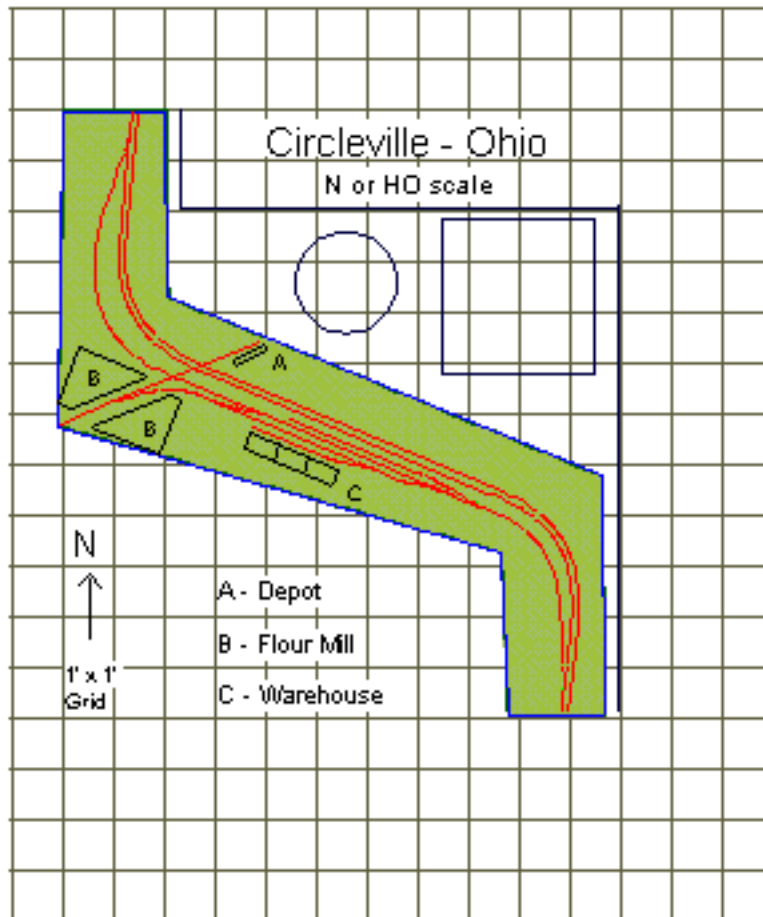 Circleville - Ohio
N or HO scale
A
B
B
C
N
A - Depot
B - Flour Mill
1' x 1'
Grid
C - Warehouse